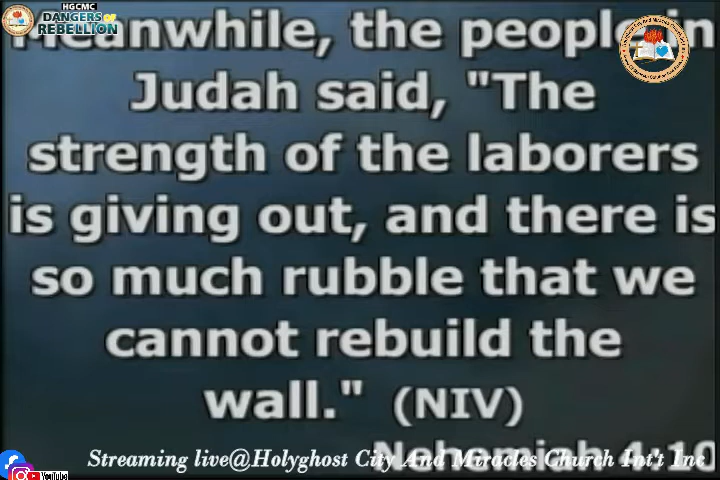 HGCMC
DANGERS OF
REBELLION
Meanwhile, the people in
Judah said, "The
strength of the laborers
is giving out, and there is
so much rubble that we
cannot rebuild the
wall." (NIV)
Nehemiah 4:10
Streaming live@Holyghost City And Miracles Church Int't Inc
YouTube